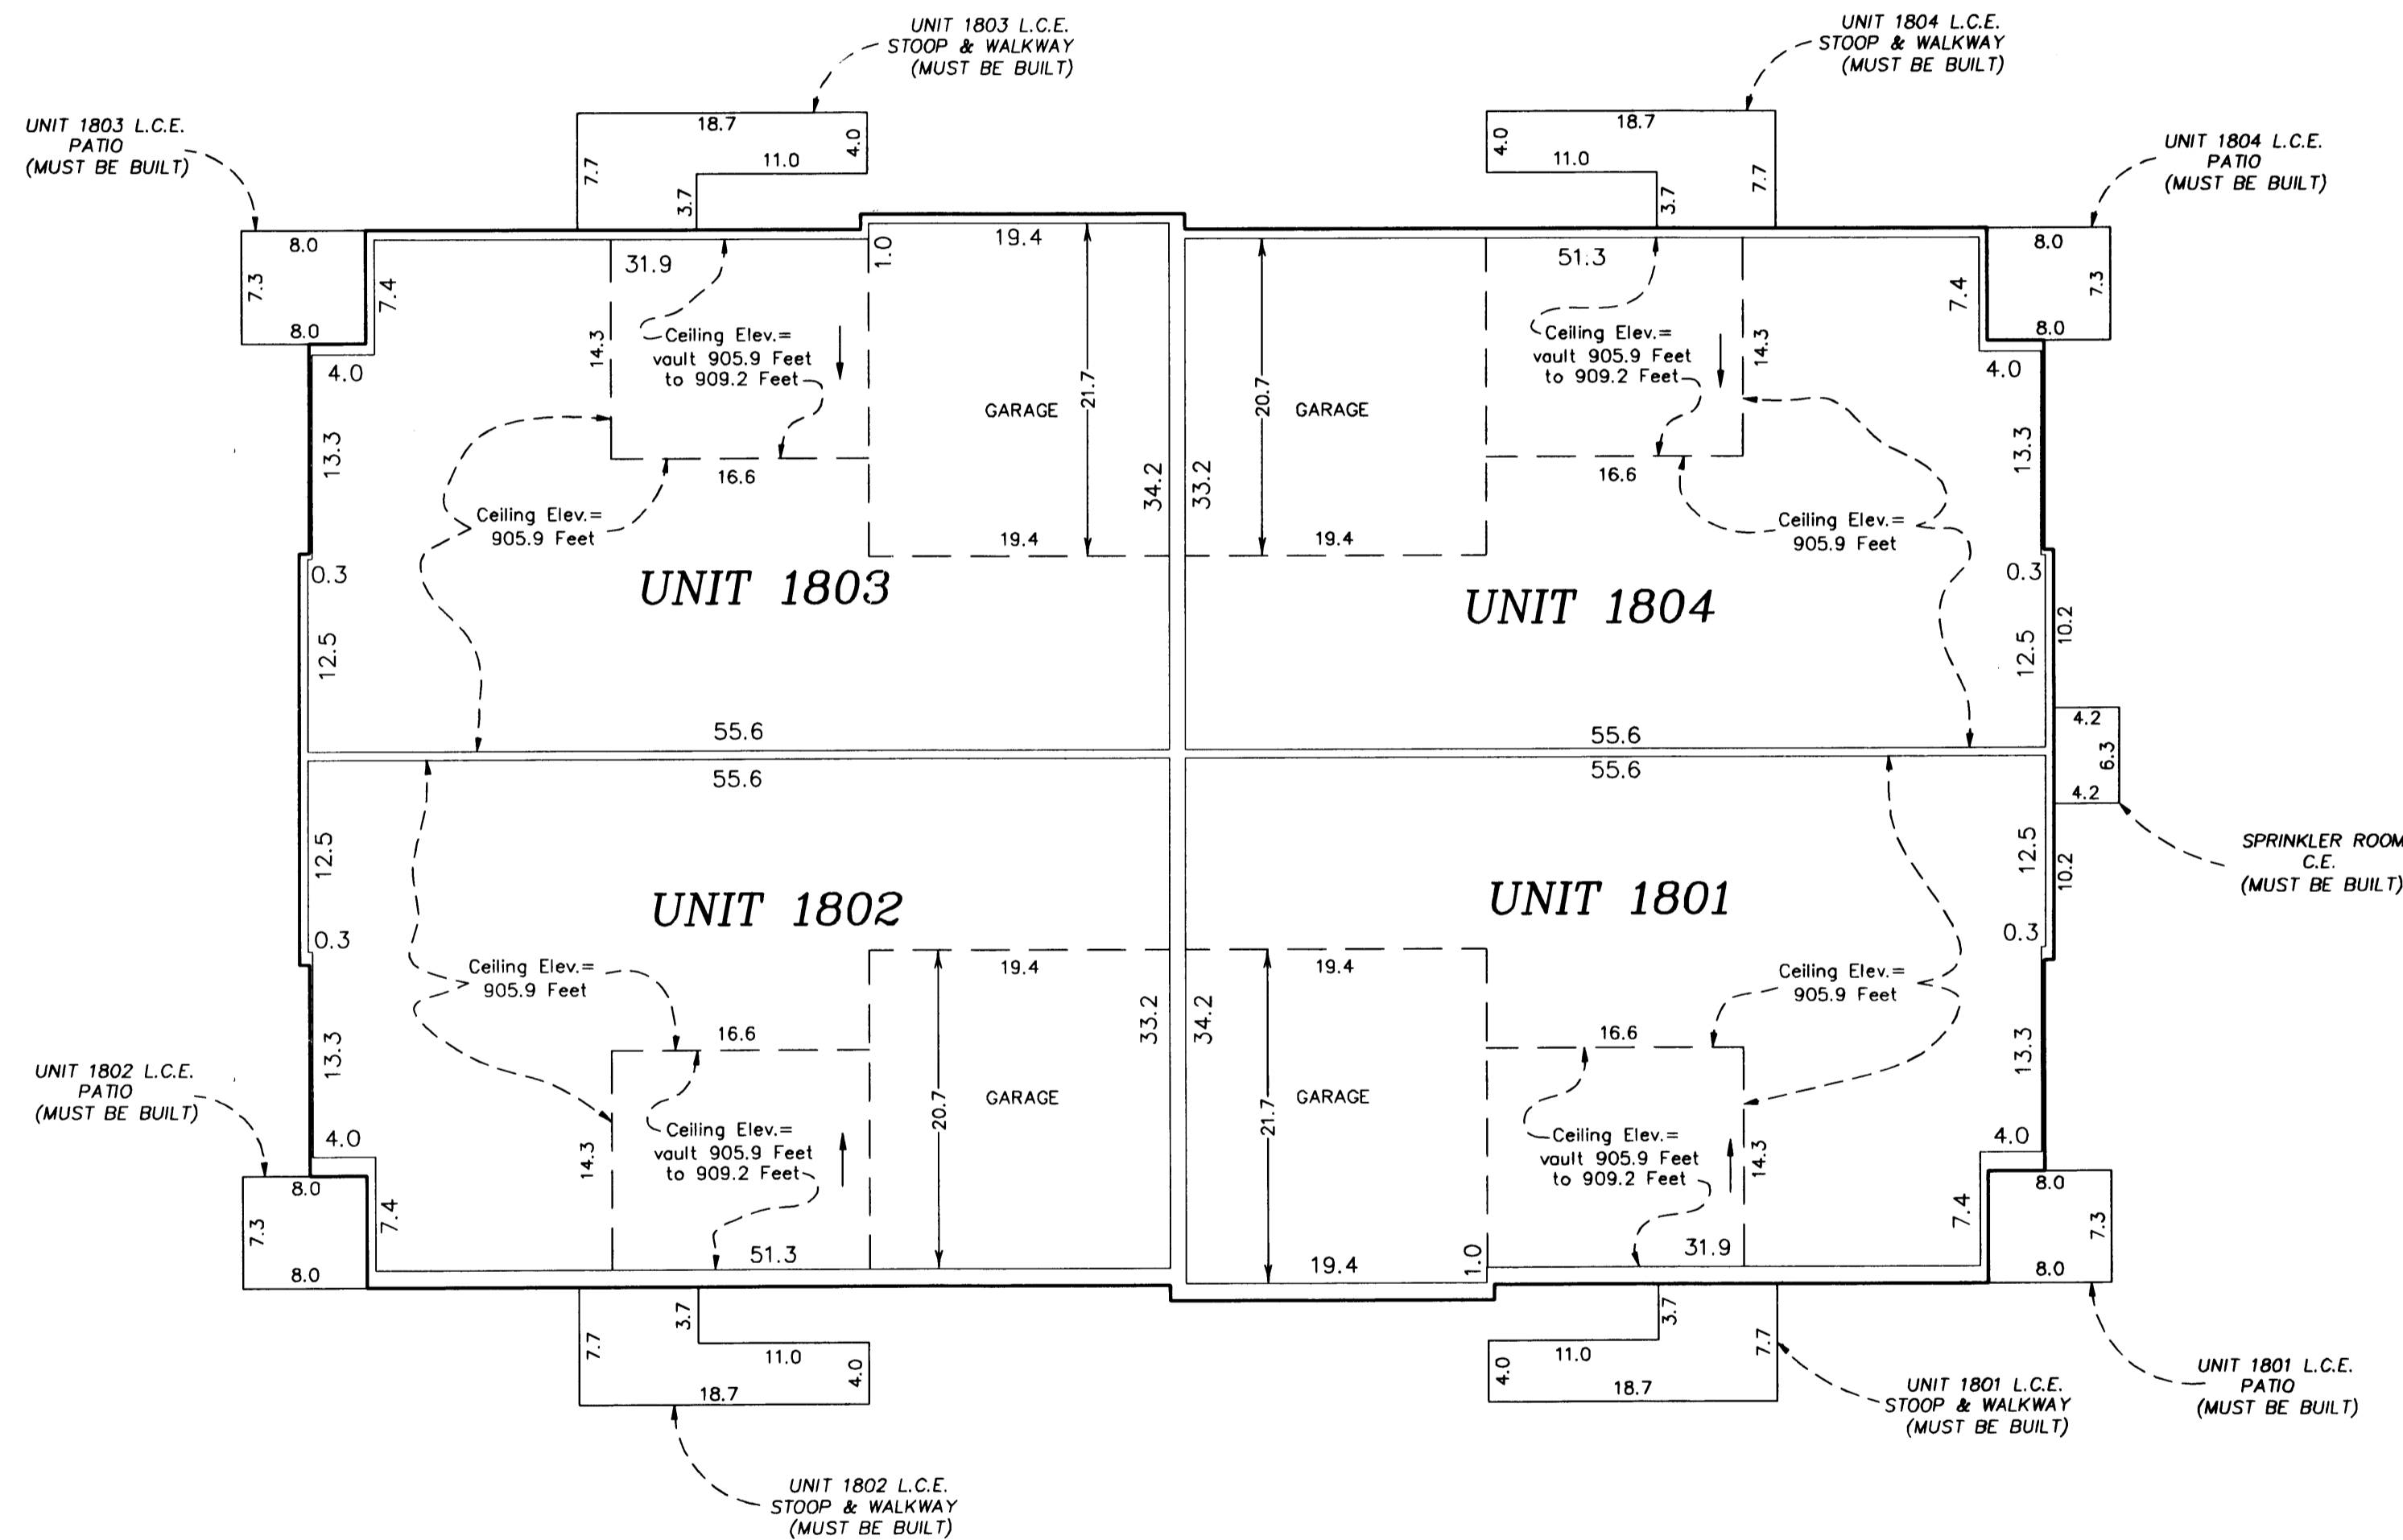 UNIT 1803 L.C.E.
STOOP & WALKWAY
(MUST BE BUILT)
UNIT 1804 L.C.E.
STOOP & WALKWAY
(MUST BE BUILT)
UNIT 1803 L.C.E.
PATIO
(MUST BE BUILT)
UNIT 1804 L.C.E.
PATIO
(MUST BE BUILT)
18.7
4.0
11.0
7.7
3.7
18.7
4.0
11.0
7.7
3.7
8.0
7.3
8.0
8.0
7.3
8.0
31.9
1.0
19.4
51.3
7.4
7.4
4.0
4.0
14.3
Ceiling Elev.=
vault 905.9 Feet
to 909.2 Feet
16.6
GARAGE
21.7
20.7
GARAGE
Ceiling Elev.=
vault 905.9 Feet
to 909.2 Feet
14.3
16.6
13.3
13.3
34.2
33.2
Ceiling Elev.=
905.9 Feet
19.4
19.4
Ceiling Elev.=
905.9 Feet
0.3
0.3
UNIT 1803
UNIT 1804
12.5
12.5
10.2
55.6
55.6
55.6
55.6
4.2
6.3
4.2
SPRINKLER ROOM
C.E.
(MUST BE BUILT)
12.5
12.5
10.2
UNIT 1802
UNIT 1801
0.3
0.3
Ceiling Elev.=
905.9 Feet
19.4
19.4
Ceiling Elev.=
905.9 Feet
16.6
33.2
34.2
16.6
13.3
13.3
UNIT 1802 L.C.E.
PATIO
(MUST BE BUILT)
4.0
14.3
Ceiling Elev.=
vault 905.9 Feet
to 909.2 Feet
20.7
GARAGE
21.7
GARAGE
Ceiling Elev.=
vault 905.9 Feet
to 909.2 Feet
14.3
4.0
8.0
7.3
8.0
7.4
51.3
19.4
1.0
31.9
7.4
8.0
7.3
8.0
3.7
7.7
11.0
4.0
18.7
3.7
7.7
11.0
4.0
18.7
UNIT 1801 L.C.E.
PATIO
(MUST BE BUILT)
UNIT 1801 L.C.E.
STOOP & WALKWAY
(MUST BE BUILT)
UNIT 1802 L.C.E.
STOOP & WALKWAY
(MUST BE BUILT)